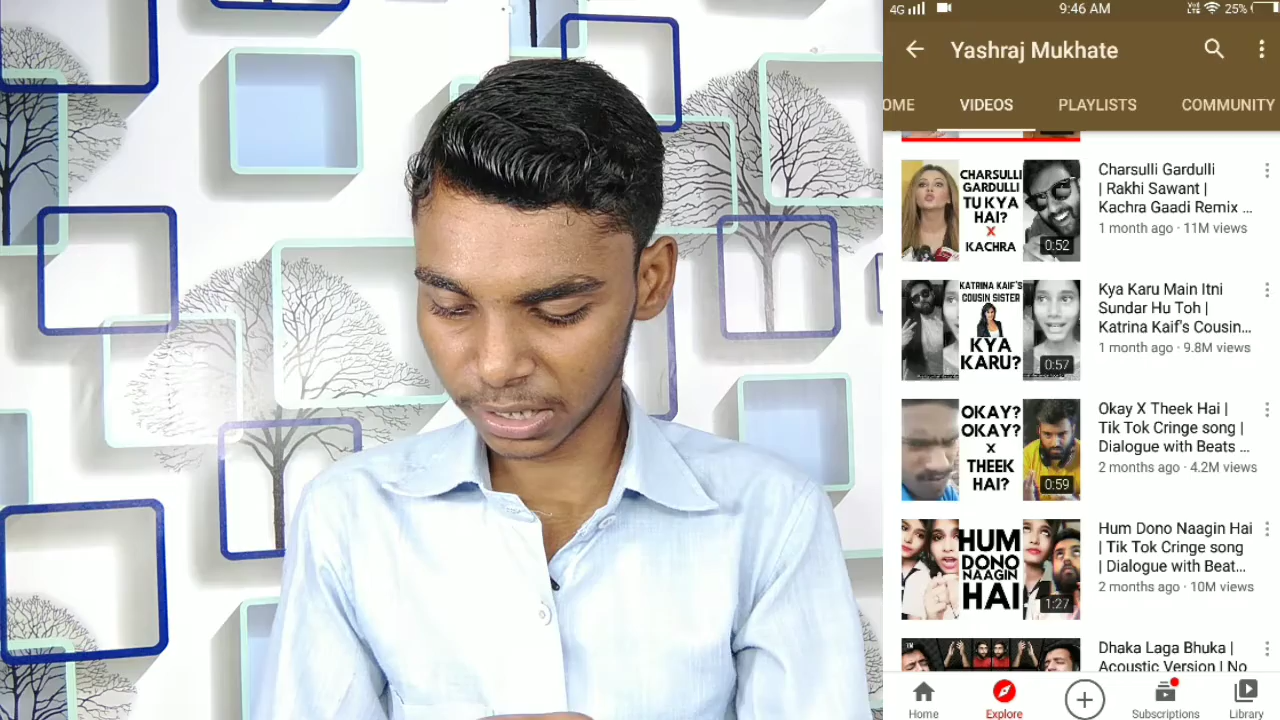 4G
9:46 AM
VoI LTE
25%
Yashraj Mukhate
OME VIDEOS PLAYLISTS COMMUNITY
CHARSULLI
GARDULLI
TU KYA
HAI?
X
KACHRA
0:52
Charsulli Gardulli
| Rakhi Sawant |
Kachra Gaadi Remix ...
1 month ago · 11M views
KATRINA KAIF'S
COUSIN SISTER
KYA
KARU?
0:57
Kya Karu Main Itni
Sundar Hu Toh |
Katrina Kaif's Cousin...
1 month ago · 9.8M views
OKAY?
OKAY?
X
THEEK
HAI?
0:59
Okay X Theek Hai |
Tik Tok Cringe song |
Dialogue with Beats ...
2 months ago · 4.2M views
HUM
DONO
NAAGIN
HAI
1:27
Hum Dono Naagin Hai
| Tik Tok Cringe song
| Dialogue with Beat...
2 months ago · 10M views
Dhaka Laga Bhuka |
Acoustic Version | No
Home
Explore
Subscriptions
Library